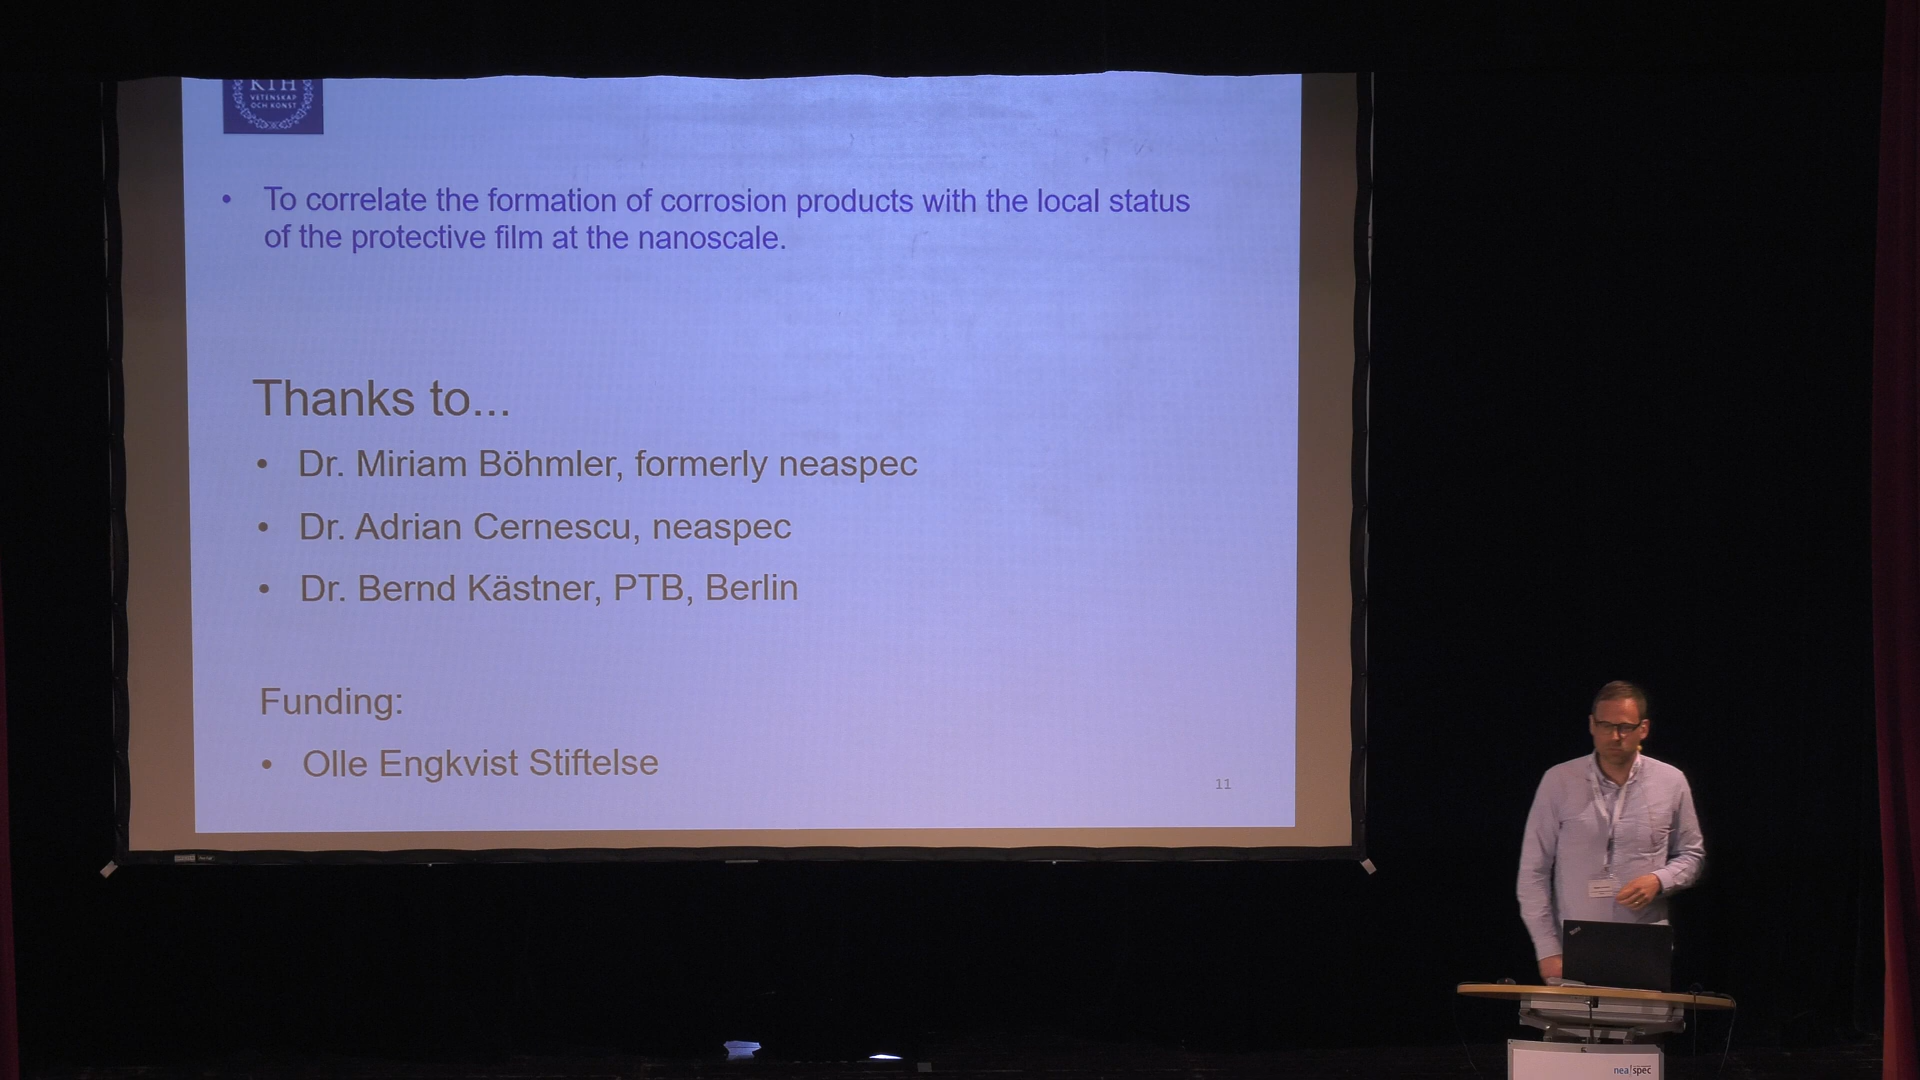 KTH
VETENSKAP
OCH KONST
• To correlate the formation of corrosion products with the local status
of the protective film at the nanoscale.
Thanks to...
• Dr. Miriam Böhmler, formerly neaspec
• Dr. Adrian Cernescu, neaspec
• Dr. Bernd Kästner, PTB, Berlin
Funding:
• Olle Engkvist Stiftelse
11
nea|spec